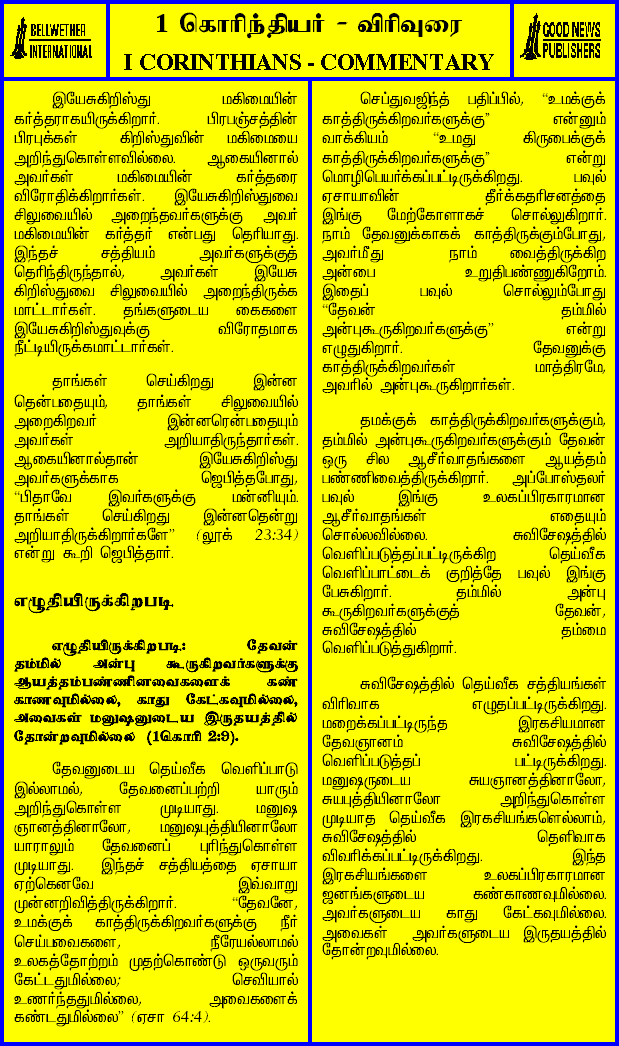 BELLWETHER
INTERNATIONAL
1 கொரிந்தியர் - விரிவுரை
I CORINTHIANS - COMMENTARY
GOOD NEWS
PUBLISHERS
இயேசுகிறிஸ்து மகிமையின்
கர்த்தராகயிருக்கிறார். பிரபஞ்சத்தின்
பிரபுக்கள் கிறிஸ்துவின் மகிமையை
அறிந்துகொள்ளவில்லை. ஆகையினால்
அவர்கள் மகிமையின் கர்த்தரை
விரோதிக்கிறார்கள். இயேசுகிறிஸ்துவை
சிலுவையில் அறைந்தவர்களுக்கு அவர்
மகிமையின் கர்த்தர் என்பது தெரியாது.
இந்தச் சத்தியம் அவர்களுக்குத்
தெரிந்திருந்தால், அவர்கள் இயேசு
கிறிஸ்துவை சிலுவையில் அறைந்திருக்க
மாட்டார்கள். தங்களுடைய கைகளை
இயேசுகிறிஸ்துவுக்கு விரோதமாக
நீட்டியிருக்கமாட்டார்கள்.
தாங்கள் செய்கிறது இன்ன
தென்பதையும், தாங்கள் சிலுவையில்
அறைகிறவர் இன்னரென்பதையும்
அவர்கள் அறியாதிருந்தார்கள்.
ஆகையினால்தான் இயேசுகிறிஸ்து
அவர்களுக்காக ஜெபித்தபோது,
“பிதாவே இவர்களுக்கு மன்னியும்.
தாங்கள் செய்கிறது இன்னதென்று
அறியாதிருக்கிறார்களே” (லூக் 23:34)
என்று கூறி ஜெபித்தார்.
எழுதியிருக்கிறபடி.
எழுதியிருக்கிறபடி: தேவன்
தம்மில் அன்பு கூருகிறவர்களுக்கு
ஆயத்தம்பண்ணினவைகளைக் கண்
காணவுமில்லை, காது கேட்கவுமில்லை,
அவைகள் மனுஷனுடைய இருதயத்தில்
தோன்றவுமில்லை (1கொரி 2:9).
தேவனுடைய தெய்வீக வெளிப்பாடு
இல்லாமல், தேவனைப்பற்றி யாரும்
அறிந்துகொள்ள முடியாது. மனுஷ
ஞானத்தினாலோ, மனுஷபுத்தியினாலோ
யாராலும் தேவனைப் புரிந்துகொள்ள
முடியாது. இந்தச் சத்தியத்தை ஏசாயா
ஏற்கெனவே இவ்வாறு
முன்னறிவித்திருக்கிறார். “தேவனே,
உமக்குக் காத்திருக்கிறவர்களுக்கு நீர்
செய்பவைகளை, நீரேயல்லாமல்
உலகத்தோற்றம் முதற்கொண்டு ஒருவரும்
கேட்டதுமில்லை; செவியால்
உணர்ந்ததுமில்லை, அவைகளைக்
கண்டதுமில்லை” (ஏசா 64:4).
செப்துவஜிந்த் பதிப்பில், “உமக்குக்
காத்திருக்கிறவர்களுக்கு” என்னும்
வாக்கியம் “உமது கிருபைக்குக்
காத்திருக்கிறவர்களுக்கு” என்று
மொழிபெயர்க்கப்பட்டிருக்கிறது. பவுல்
ஏசாயாவின் தீர்க்கதரிசனத்தை
இங்கு மேற்கோளாகச் சொல்லுகிறார்.
நாம் தேவனுக்காகக் காத்திருக்கும்போது,
அவர்மீது நாம் வைத்திருக்கிற
அன்பை உறுதிபண்ணுகிறோம்.
இதைப் பவுல் சொல்லும்போது
“தேவன் தம்மில்
அன்புகூருகிறவர்களுக்கு” என்று
எழுதுகிறார். தேவனுக்கு
காத்திருக்கிறவர்கள் மாத்திரமே,
அவரில் அன்புகூருகிறார்கள்.
தமக்குக் காத்திருக்கிறவர்களுக்கும்,
தம்மில் அன்புகூருகிறவர்களுக்கும் தேவன்
ஒரு சில ஆசீர்வாதங்களை ஆயத்தம்
பண்ணிவைத்திருக்கிறார். அப்போஸ்தலர்
பவுல் இங்கு உலகப்பிரகாரமான
ஆசீர்வாதங்கள் எதையும்
சொல்லவில்லை. சுவிசேஷத்தில்
வெளிப்படுத்தப்பட்டிருக்கிற தெய்வீக
வெளிப்பாட்டைக் குறித்தே பவுல் இங்கு
பேசுகிறார். தம்மில் அன்பு
கூருகிறவர்களுக்குத் தேவன்,
சுவிசேஷத்தில் தம்மை
வெளிப்படுத்துகிறார்.
சுவிசேஷத்தில் தெய்வீக சத்தியங்கள்
விரிவாக எழுதப்பட்டிருக்கிறது.
மறைக்கப்பட்டிருந்த இரகசியமான
தேவஞானம் சுவிசேஷத்தில்
வெளிப்படுத்தப் பட்டிருக்கிறது.
மனுஷருடைய சுயஞானத்தினாலோ,
சுயபுத்தியினாலோ அறிந்துகொள்ள
முடியாத தெய்வீக இரகசியங்களெல்லாம்,
சுவிசேஷத்தில் தெளிவாக
விவரிக்கப்பட்டிருக்கிறது. இந்த
இரகசியங்களை உலகப்பிரகாரமான
ஜனங்களுடைய கண்காணவுமில்லை.
அவர்களுடைய காது கேட்கவுமில்லை.
அவைகள் அவர்களுடைய இருதயத்தில்
தோன்றவுமில்லை.